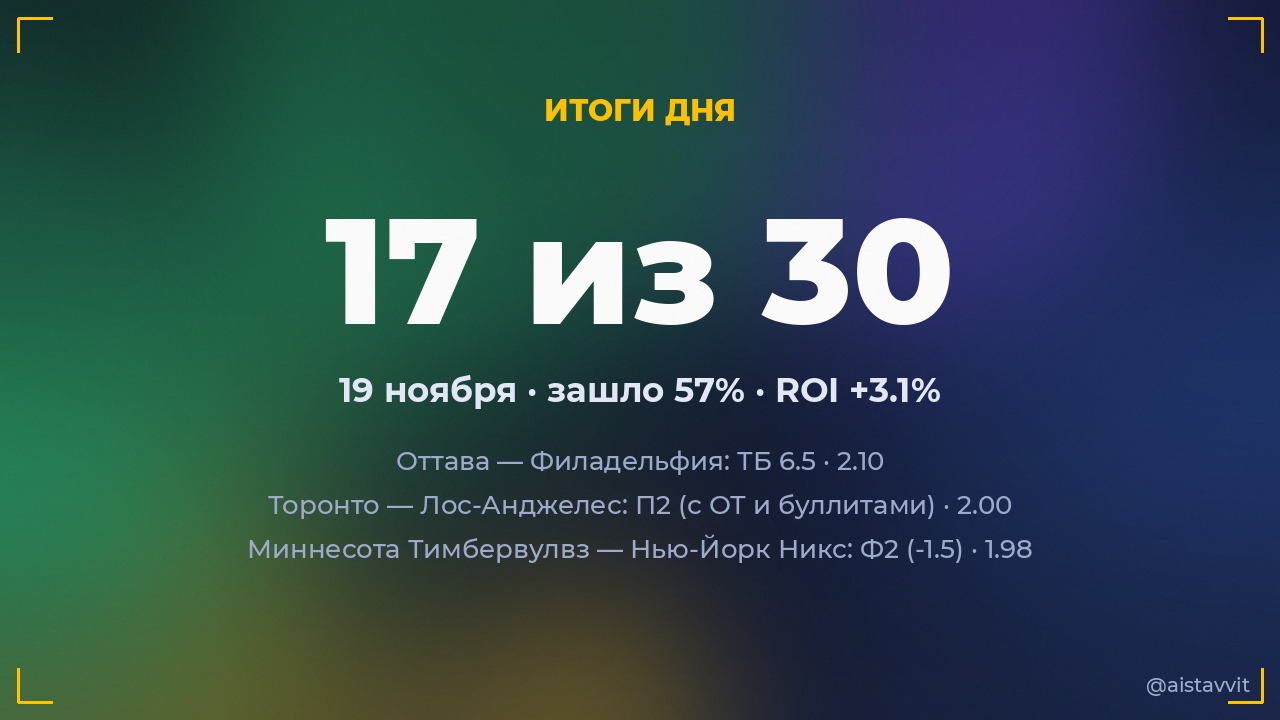 ИТОГИ ДНЯ
17 из 30
19 ноября · зашло 57% · ROI +3.1%
Оттава — Филадельфия: ТБ 6.5 · 2.10
Торонто — Лос-Анджелес: П2 (с ОТ и буллитами) · 2.00
Миннесота Тимбервулвз — Нью-Йорк Никс: Ф2 (-1.5) · 1.98
@aistavvit